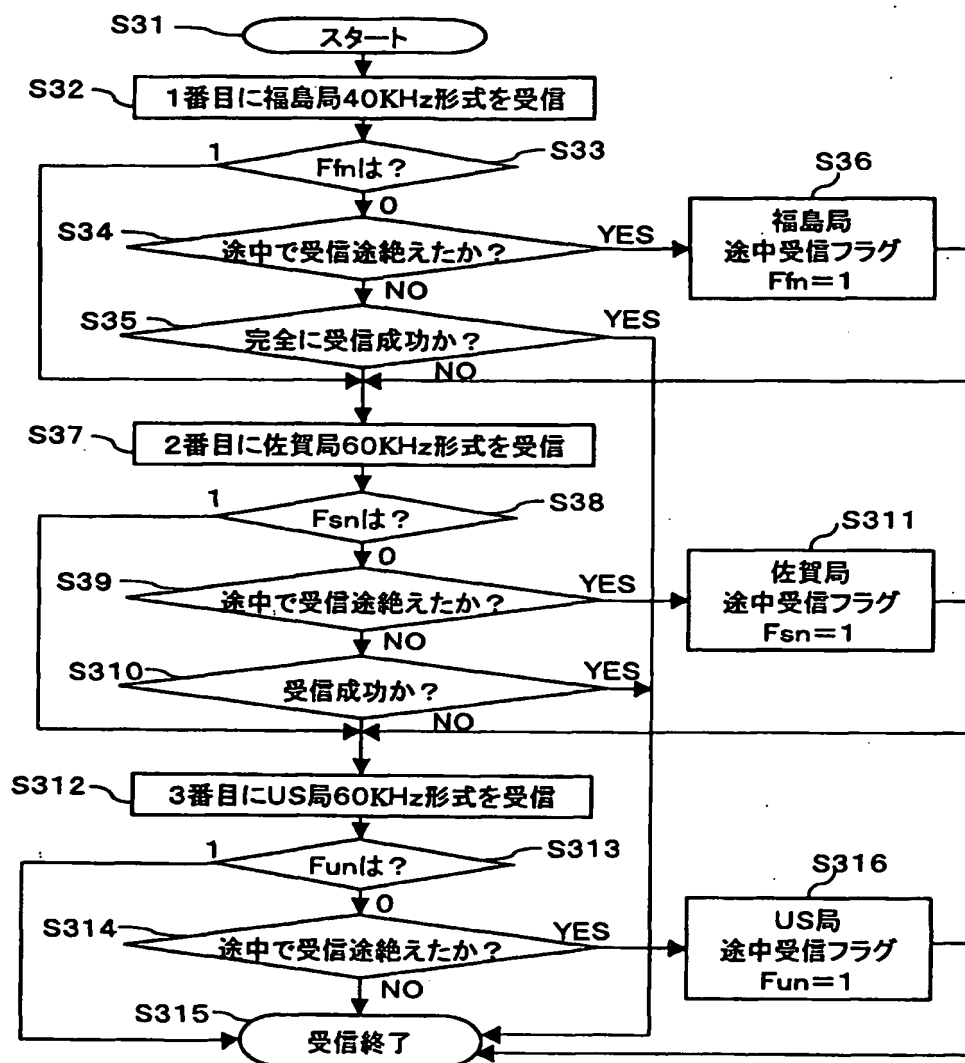 S31
スタート
S32
1番目に福島局40KHz形式を受信
1
Ffnは？
S33
0
S34
途中で受信途絶えたか？
YES
S36
福島局
途中受信フラグ
Ffn＝1
NO
S35
完全に受信成功か？
YES
NO
S37
2番目に佐賀局60KHz形式を受信
1
Fsnは？
S38
0
S39
途中で受信途絶えたか？
YES
S311
佐賀局
途中受信フラグ
Fsn＝1
NO
S310
受信成功か？
YES
NO
S312
3番目にUS局60KHz形式を受信
1
Funは？
S313
0
S314
途中で受信途絶えたか？
YES
S316
US局
途中受信フラグ
Fun＝1
NO
S315
受信終了